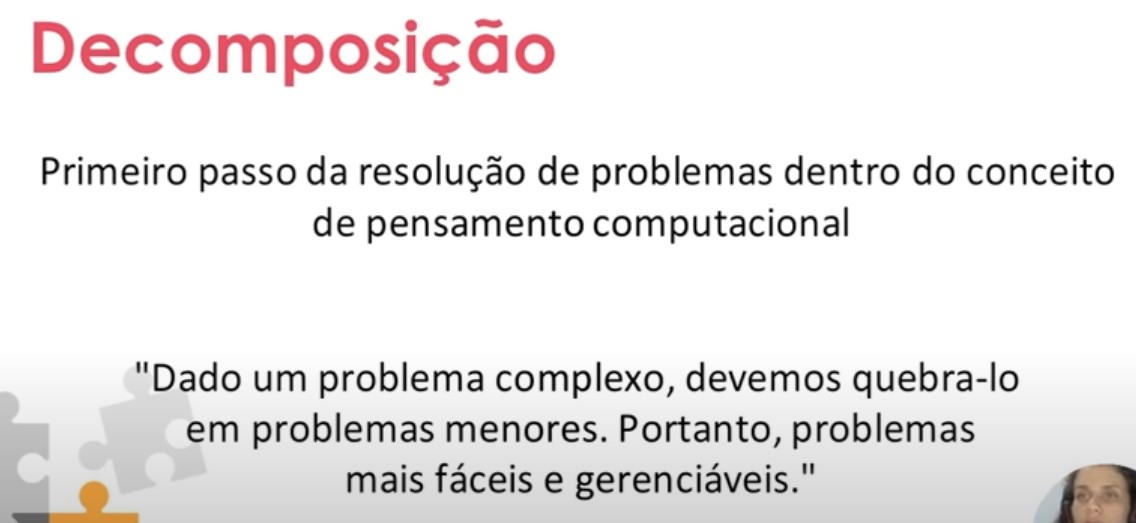 Decomposição
Primeiro passo da resolução de problemas dentro do conceito
de pensamento computacional
"Dado um problema complexo, devemos quebra-lo
em problemas menores. Portanto, problemas
mais fáceis e gerenciáveis."